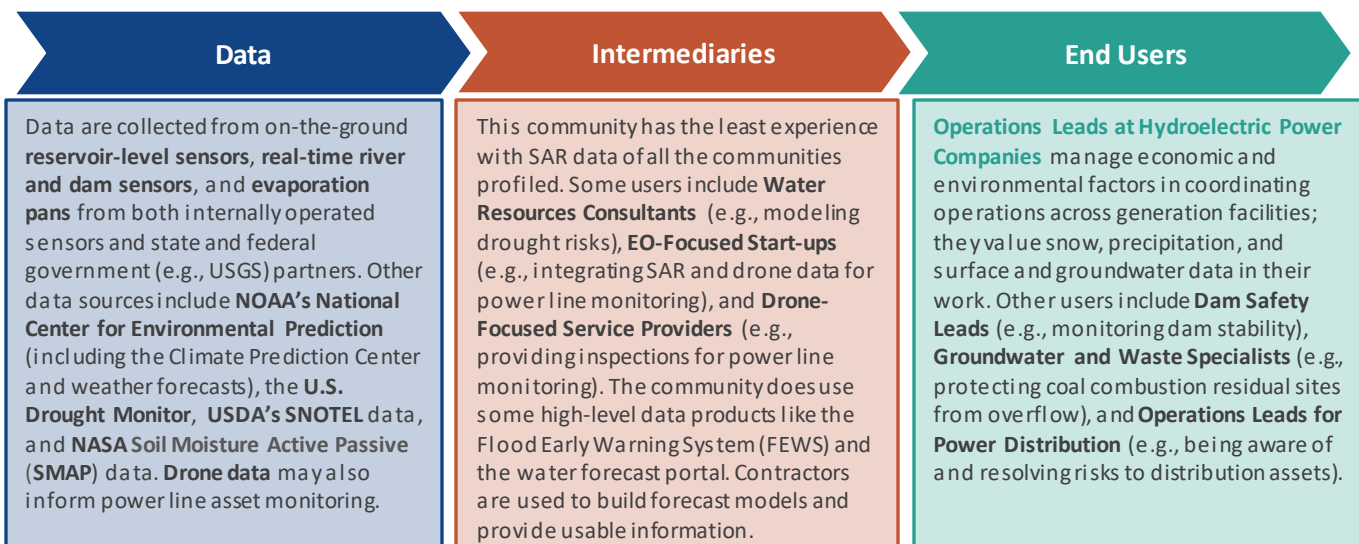 Data
Intermediaries
End Users
Data are collected from on-the-ground
reservoir-level sensors, real-time river
and dam sensors, and evaporation
pans from both internally operated
sensors and state and federal
government (e.g., USGS) partners. Other
data sources include NOAA's National
Center for Environmental Prediction
(including the Climate Prediction Center
and weather forecasts), the U.S.
Drought Monitor, USDA's SNOTEL data,
and NASA Soil Moisture Active Passive
(SMAP) data. Drone data may also
inform power line asset monitoring.
This community has the least experience
with SAR data of all the communities
profiled. Some users include Water
Resources Consultants (e.g., modeling
drought risks), EO-Focused Start-ups
(e.g., integrating SAR and drone data for
power line monitoring), and Drone-
Focused Service Providers (e.g.,
providing inspections for power line
monitoring). The community does use
some high-level data products like the
Flood Early Warning System (FEWS) and
the water forecast portal. Contractors
are used to build forecast models and
provide usable information.
Operations Leads at Hydroelectric Power
Companies manage economic and
environmental factors in coordinating
operations across generation facilities;
they value snow, precipitation, and
surface and groundwater data in their
work. Other users include Dam Safety
Leads (e.g., monitoring dam stability),
Groundwater and Waste Specialists (e.g.,
protecting coal combustion residual sites
from overflow), and Operations Leads for
Power Distribution (e.g., being aware of
and resolving risks to distribution assets).